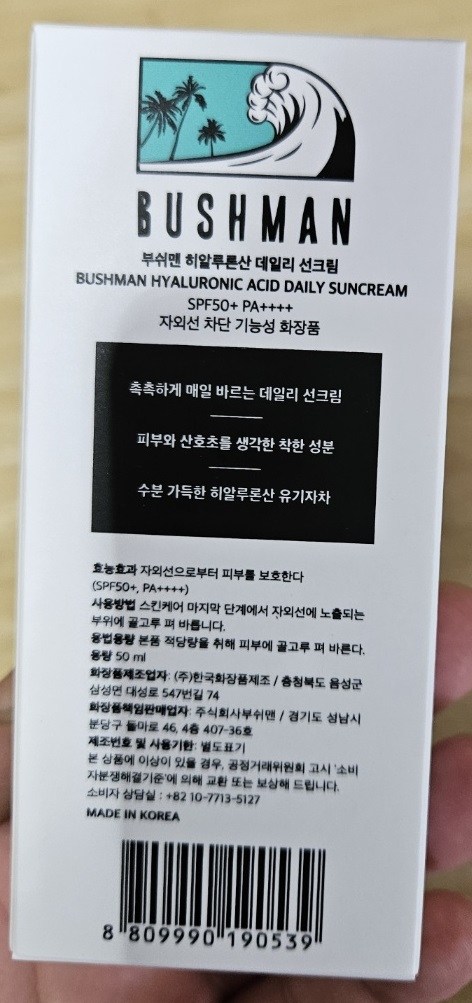 BUSHMAN
부쉬맨 히알루론산 데일리 선크림
BUSHMAN HYALURONIC ACID DAILY SUNCREAM
SPF50+ PA++++
자외선 차단 기능성 화장품
촉촉하게 매일 바르는 데일리 선크림
피부와 산호초를 생각한 착한 성분
수분 가득한 히알루론산 유기자차
효능효과 자외선으로부터 피부를 보호한다
(SPF50+, PA++++)
사용방법 스킨케어 마지막 단계에서 자외선에 노출되는
부위에 골고루 펴 바릅니다.
용법용량 본품 적당량을 취해 피부에 골고루 펴 바른다.
용량 50 ml
화장품제조업자: (주)한국화장품제조 / 충청북도 음성군
삼성면 대성로 547번길 74
화장품책임판매업자: 주식회사부쉬맨 / 경기도 성남시
분당구 돌마로 46, 4층 407-36호
제조번호 및 사용기한: 별도표기
본 상품에 이상이 있을 경우, 공정거래위원회 고시 '소비
자분쟁해결기준'에 의해 교환 또는 보상해 드립니다.
소비자 상담실 : +82 10-7713-5127
MADE IN KOREA
8 809990 190539